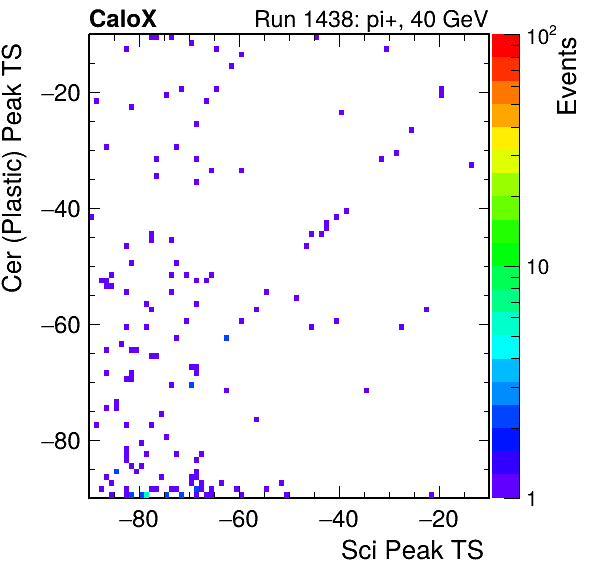 CaloX Run 1438: pi+, 40 GeV
Cer (Plastic) Peak TS
−20
−40
−60
−80
−80 −60 −40 −20
Sci Peak TS
10²
10
1
Events